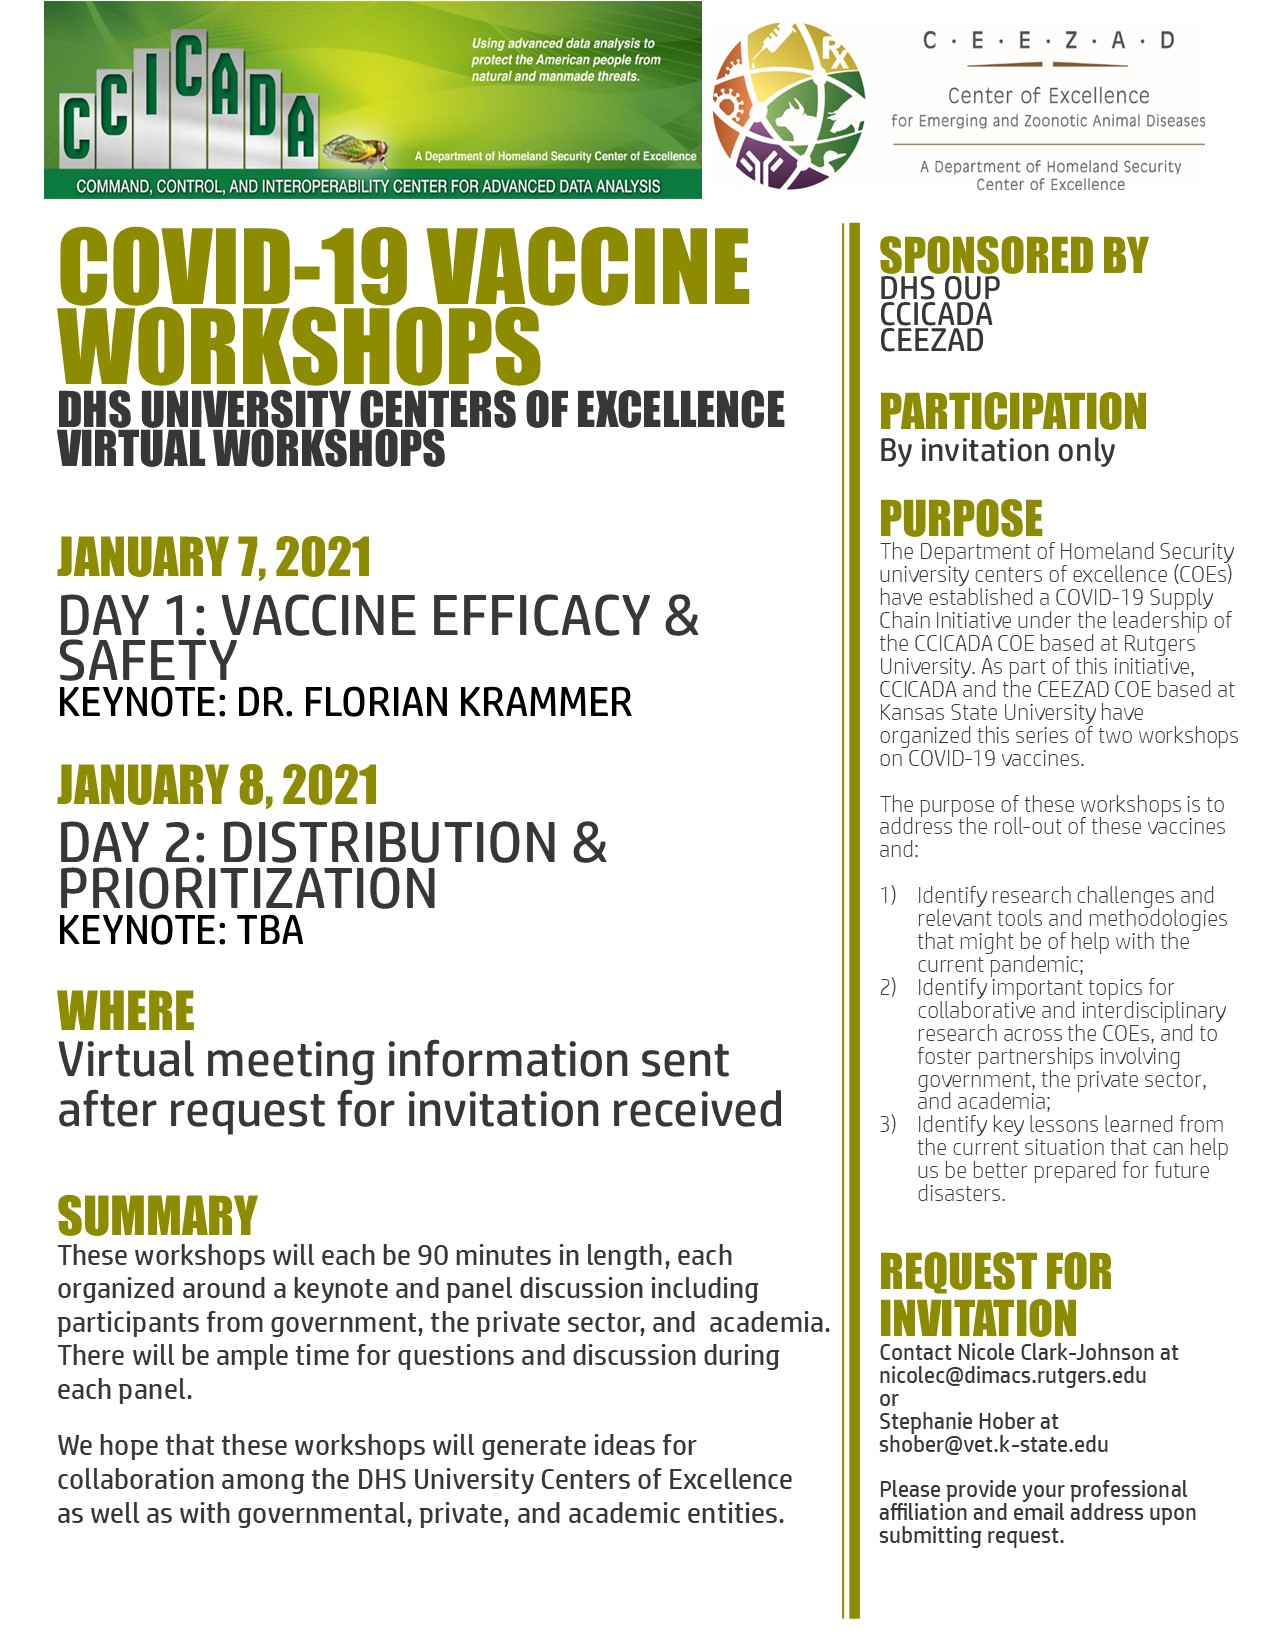 CCICADA
Using advanced data analysis to
protect the American people from
natural and manmade threats.
A Department of Homeland Security Center of Excellence
COMMAND, CONTROL, AND INTEROPERABILITY CENTER FOR ADVANCED DATA ANALYSIS
RX
C · E · E · Z · A · D
Center of Excellence
for Emerging and Zoonotic Animal Diseases
A Department of Homeland Security
Center of Excellence
COVID-19 VACCINE
WORKSHOPS
DHS UNIVERSITY CENTERS OF EXCELLENCE
VIRTUAL WORKSHOPS
JANUARY 7, 2021
DAY 1: VACCINE EFFICACY &
SAFETY
KEYNOTE: DR. FLORIAN KRAMMER
JANUARY 8, 2021
DAY 2: DISTRIBUTION &
PRIORITIZATION
KEYNOTE: TBA
WHERE
Virtual meeting information sent
after request for invitation received
SUMMARY
These workshops will each be 90 minutes in length, each
organized around a keynote and panel discussion including
participants from government, the private sector, and  academia.
There will be ample time for questions and discussion during
each panel.
We hope that these workshops will generate ideas for
collaboration among the DHS University Centers of Excellence
as well as with governmental, private, and academic entities.
SPONSORED BY
DHS OUP
CCICADA
CEEZAD
PARTICIPATION
By invitation only
PURPOSE
The Department of Homeland Security
university centers of excellence (COEs)
have established a COVID-19 Supply
Chain Initiative under the leadership of
the CCICADA COE based at Rutgers
University. As part of this initiative,
CCICADA and the CEEZAD COE based at
Kansas State University have
organized this series of two workshops
on COVID-19 vaccines.
The purpose of these workshops is to
address the roll-out of these vaccines
and:
1) Identify research challenges and
relevant tools and methodologies
that might be of help with the
current pandemic;
2) Identify important topics for
collaborative and interdisciplinary
research across the COEs, and to
foster partnerships involving
government, the private sector,
and academia;
3) Identify key lessons learned from
the current situation that can help
us be better prepared for future
disasters.
REQUEST FOR
INVITATION
Contact Nicole Clark-Johnson at
nicolec@dimacs.rutgers.edu
or
Stephanie Hober at
shober@vet.k-state.edu
Please provide your professional
affiliation and email address upon
submitting request.